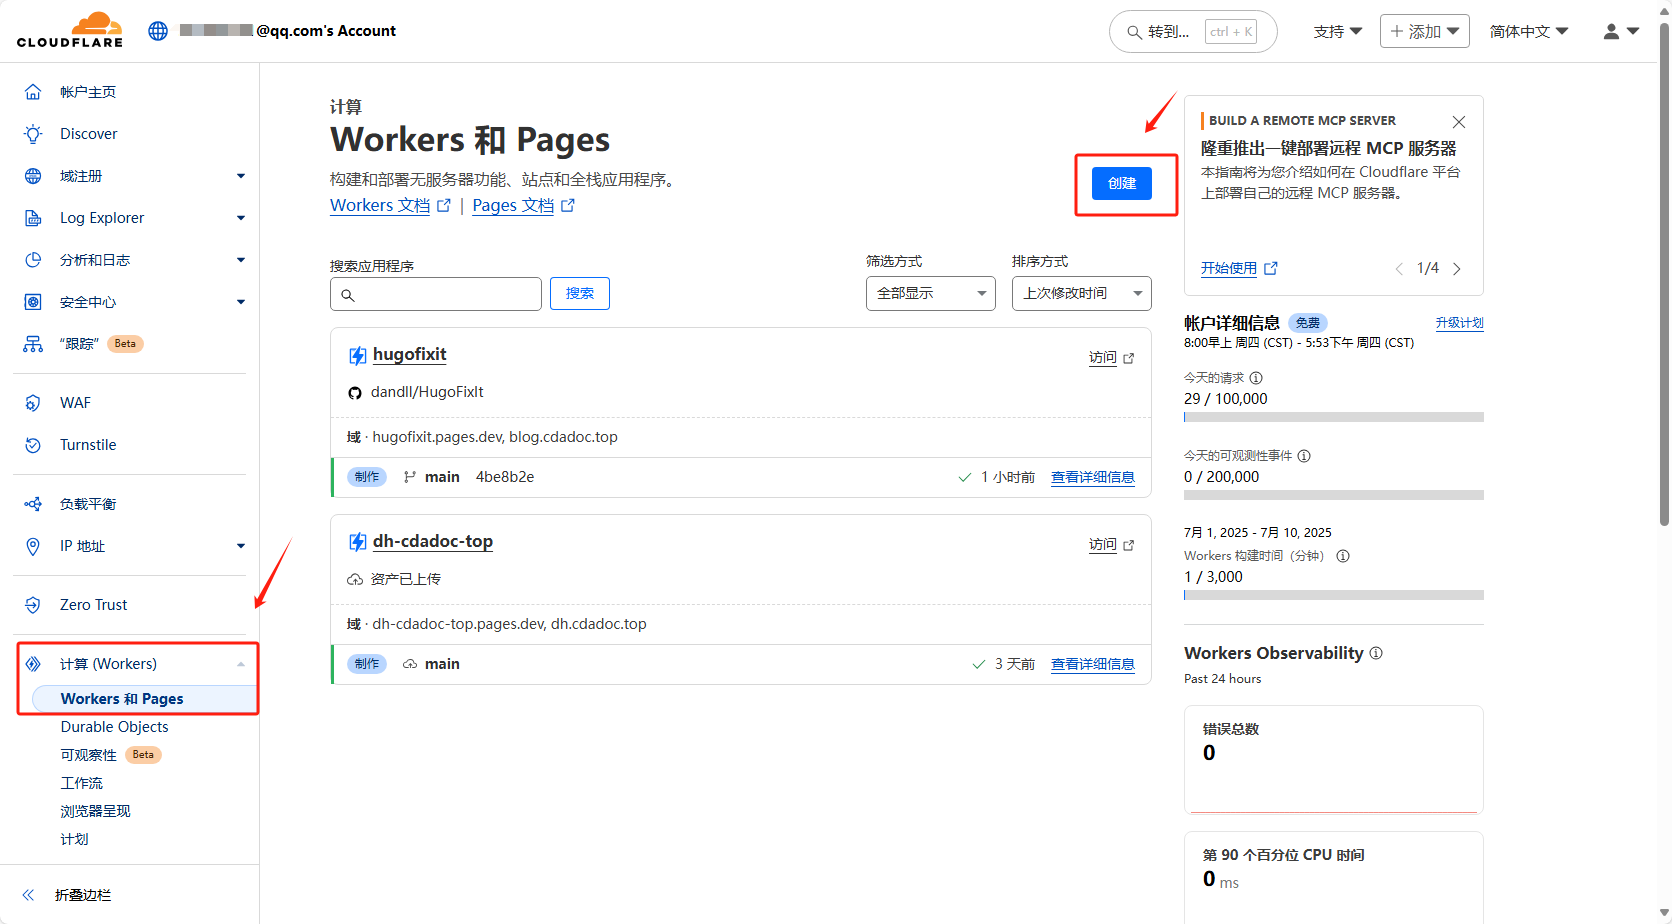 CLOUDFLARE
@qq.com's Account
转到...
ctrl + K
支持
添加
简体中文
帐户主页
Discover
域注册
Log Explorer
分析和日志
安全中心
“跟踪”
Beta
WAF
Turnstile
负载平衡
IP 地址
Zero Trust
计算 (Workers)
Workers 和 Pages
Durable Objects
可观察性
Beta
工作流
浏览器呈现
计划
折叠边栏
计算
Workers 和 Pages
构建和部署无服务器功能、站点和全栈应用程序。
Workers 文档 | Pages 文档
创建
搜索应用程序
搜索
筛选方式
全部显示
排序方式
上次修改时间
hugofixit
访问
dandll/HugoFixIt
域 · hugofixit.pages.dev, blog.cdadoc.top
制作 main 4be8b2e
1 小时前 查看详细信息
dh-cdadoc-top
访问
资产已上传
域 · dh-cdadoc-top.pages.dev, dh.cdadoc.top
制作 main
3 天前 查看详细信息
BUILD A REMOTE MCP SERVER
隆重推出一键部署远程 MCP 服务器
本指南将为您介绍如何在 Cloudflare 平台
上部署自己的远程 MCP 服务器。
开始使用
1/4
帐户详细信息 免费 升级计划
8:00早上 周四 (CST) - 5:53下午 周四 (CST)
今天的请求
29 / 100,000
今天的可观测性事件
0 / 200,000
7月 1, 2025 - 7月 10, 2025
Workers 构建时间（分钟）
1 / 3,000
Workers Observability
Past 24 hours
错误总数
0
第 90 个百分位 CPU 时间
0 ms